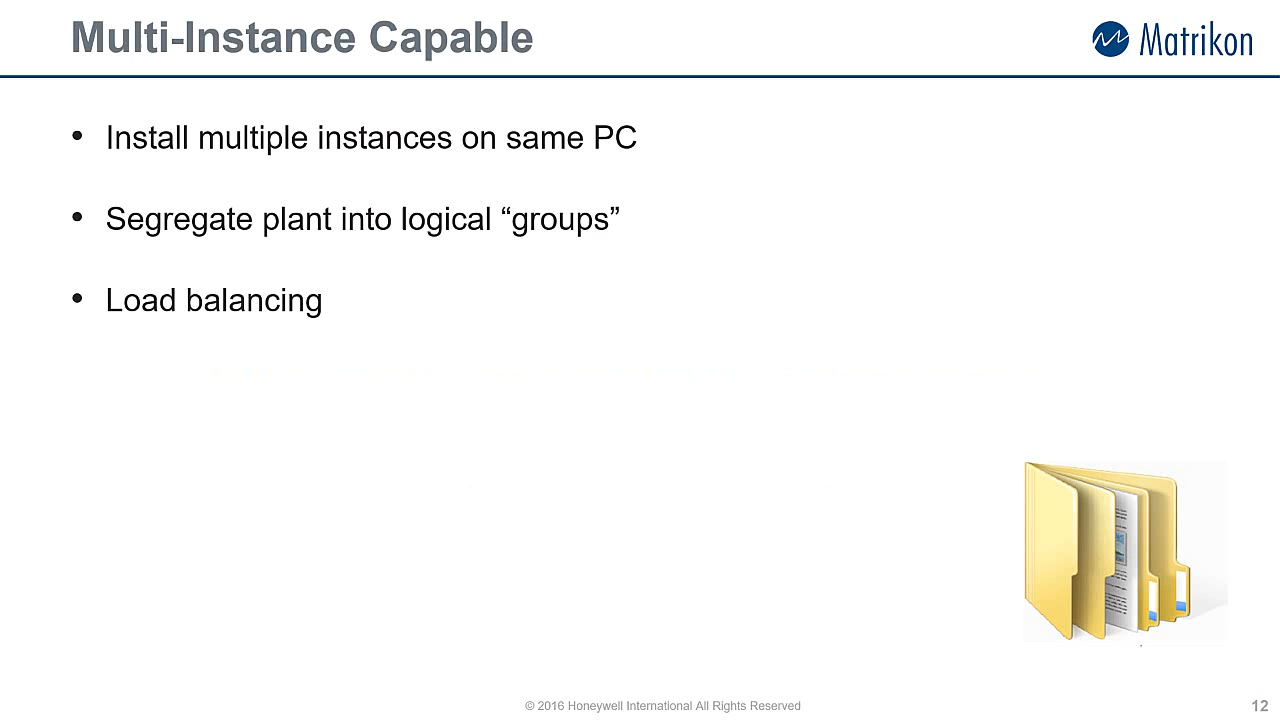 Multi-Instance Capable
Matrikon
• Install multiple instances on same PC
• Segregate plant into logical “groups”
• Load balancing
© 2016 Honeywell International All Rights Reserved
12